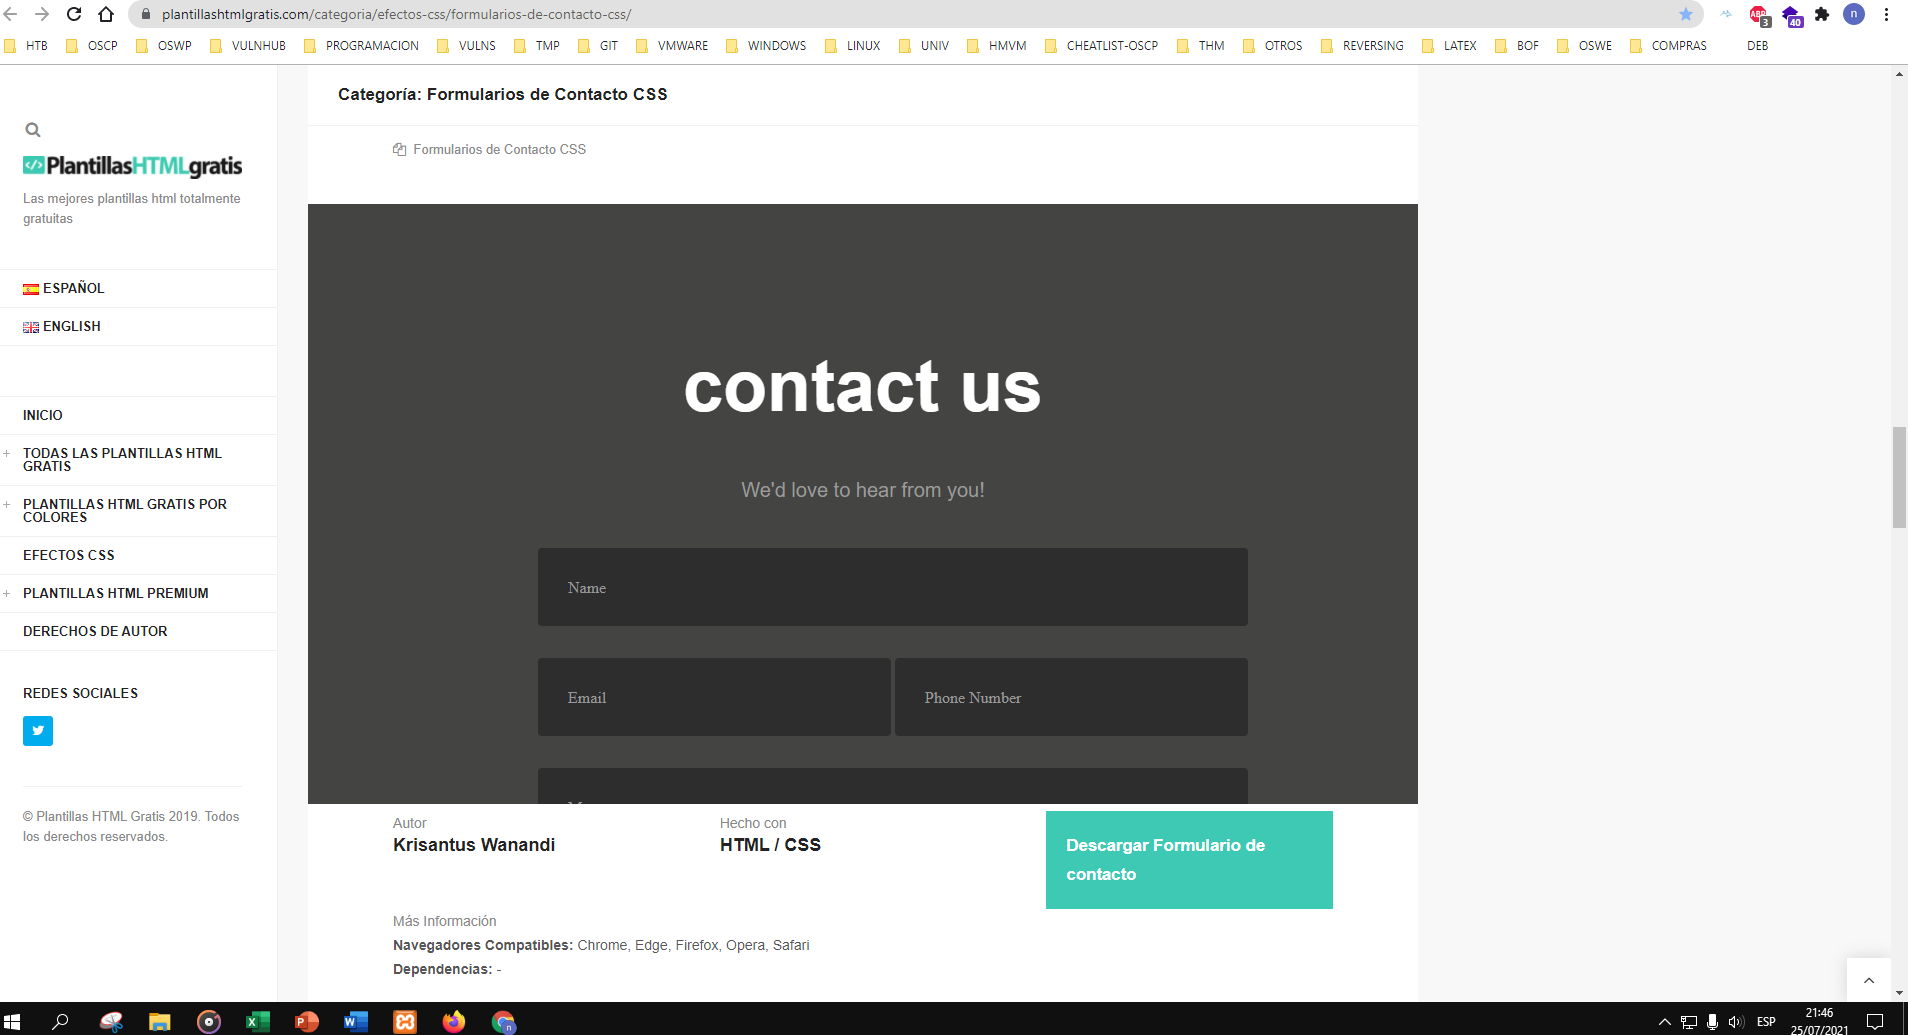 plantillashtmlgratis.com/categoria/efectos-css/formularios-de-contacto-css/
ABP 3 40 n
HTB OSCP OSWP VULNHUB PROGRAMACION VULNS TMP GIT VMWARE WINDOWS LINUX UNIV HMVM CHEATLIST-OSCP THM OTROS REVERSING LATEX BOF OSWE COMPRAS DEB
Categoría: Formularios de Contacto CSS
Formularios de Contacto CSS
</> PlantillasHTMLgratis
Las mejores plantillas html totalmente
gratuitas
ESPAÑOL
ENGLISH
INICIO
+ TODAS LAS PLANTILLAS HTML
GRATIS
+ PLANTILLAS HTML GRATIS POR
COLORES
EFECTOS CSS
+ PLANTILLAS HTML PREMIUM
DERECHOS DE AUTOR
REDES SOCIALES
© Plantillas HTML Gratis 2019. Todos
los derechos reservados.
contact us
We'd love to hear from you!
Name
Email
Phone Number
Autor
Krisantus Wanandi
Hecho con
HTML / CSS
Descargar Formulario de
contacto
Más Información
Navegadores Compatibles: Chrome, Edge, Firefox, Opera, Safari
Dependencias: -
ESP
21:46
25/07/2021